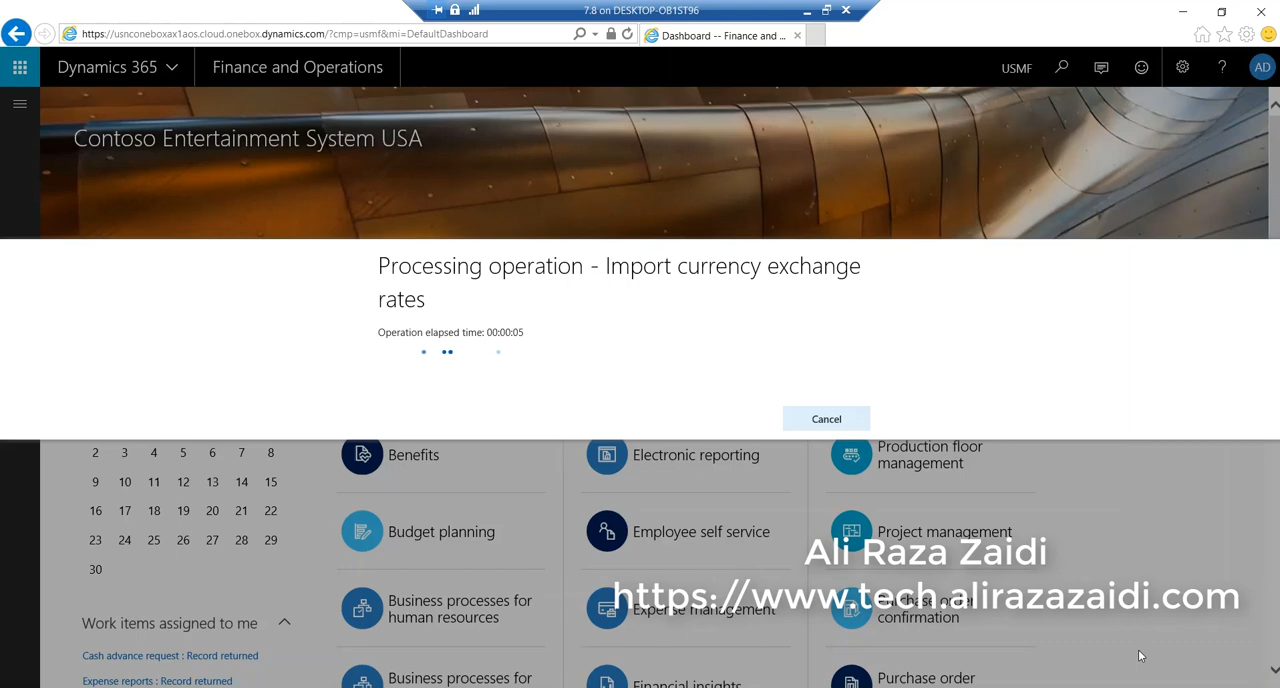 7.8 on DESKTOP-OB1ST96
https://usnconeboxax1aos.cloud.onebox.dynamics.com/?cmp=usmf&mi=DefaultDashboard
Dashboard -- Finance and ...
Dynamics 365
Finance and Operations
USMF
AD
Contoso Entertainment System USA
Processing operation - Import currency exchange
rates
Operation elapsed time: 00:00:05
Cancel
2 3 4 5 6 7 8
9 10 11 12 13 14 15
16 17 18 19 20 21 22
23 24 25 26 27 28 29
30
Work items assigned to me
Cash advance request : Record returned
Expense reports : Record returned
Benefits
Budget planning
Business processes for
human resources
Business processes for
Electronic reporting
Employee self service
Expense management
Financial insights
Production floor
management
Project management
Purchase order
confirmation
Purchase order
Ali Raza Zaidi
https://www.tech.alirazazaidi.com